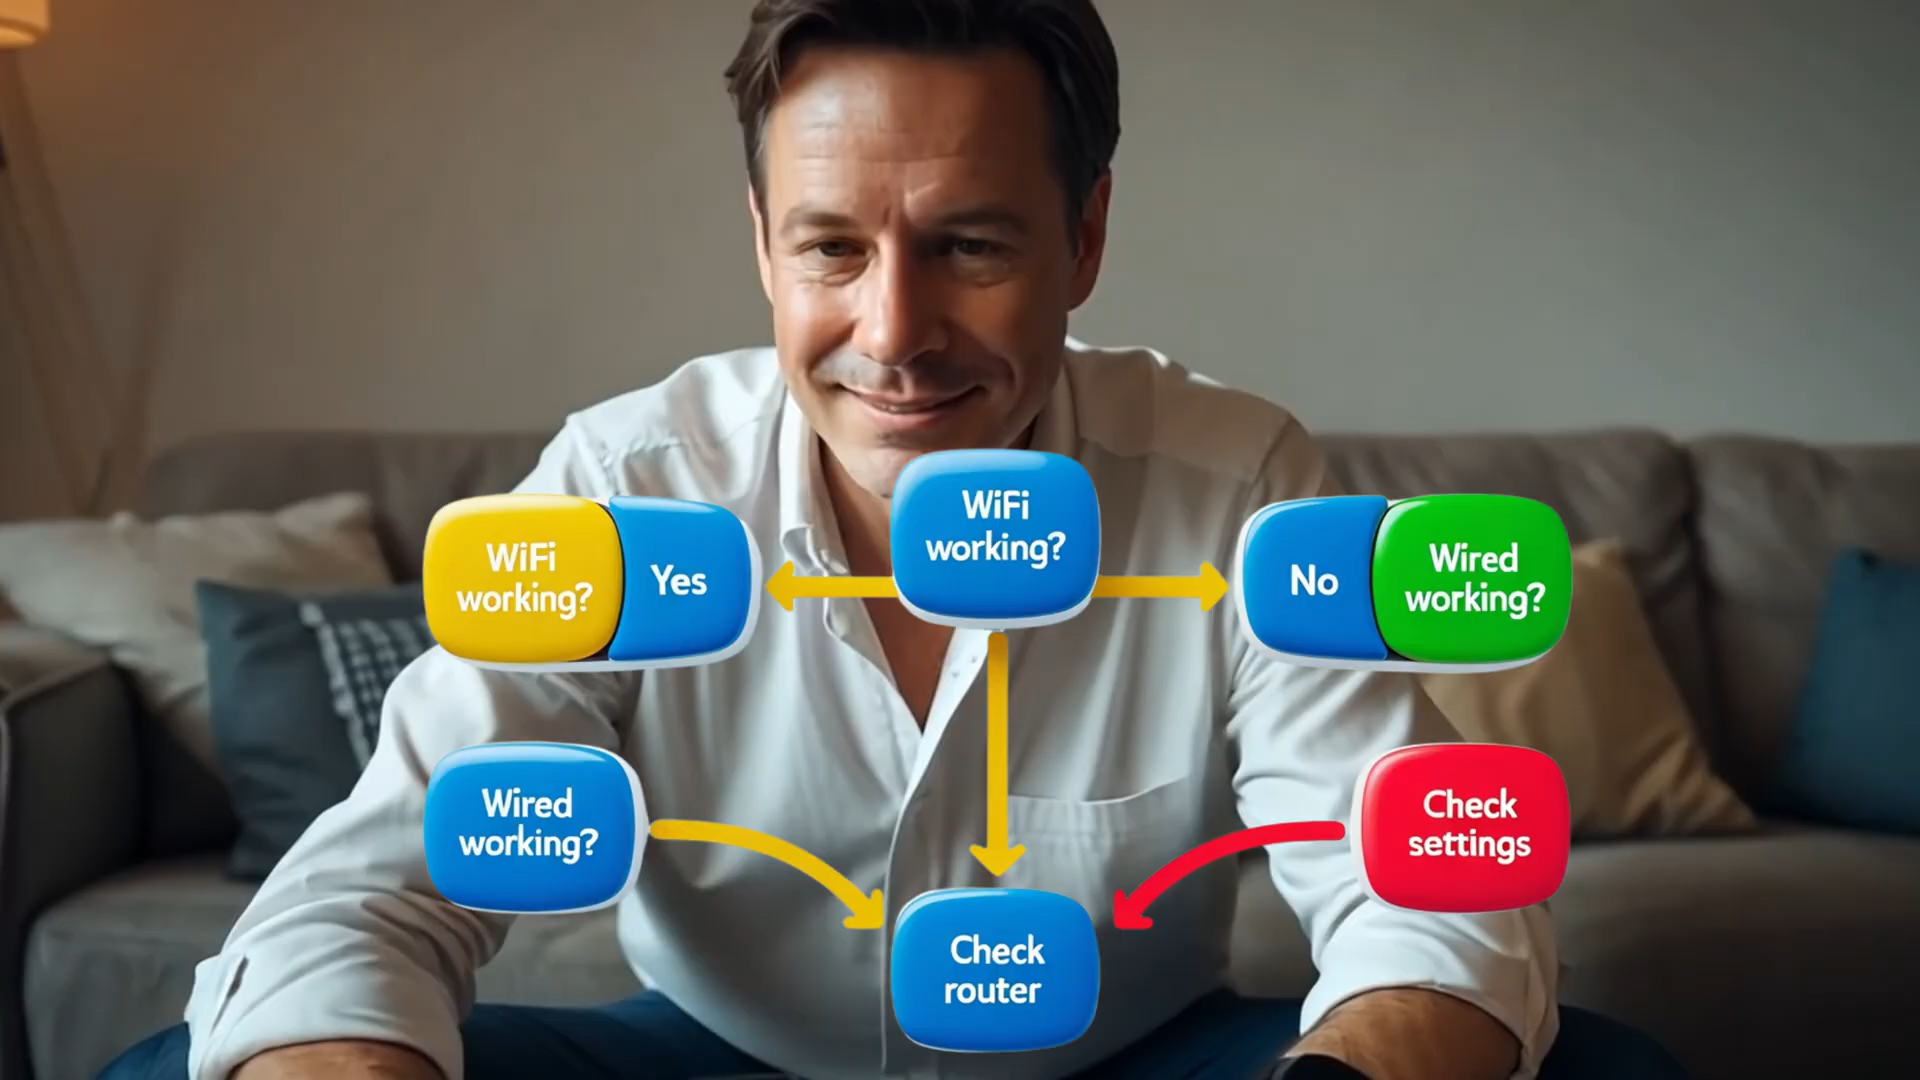 WiFi
working?
WiFi
working?
Yes
No
Wired
working?
Wired
working?
Check
settings
Check
router